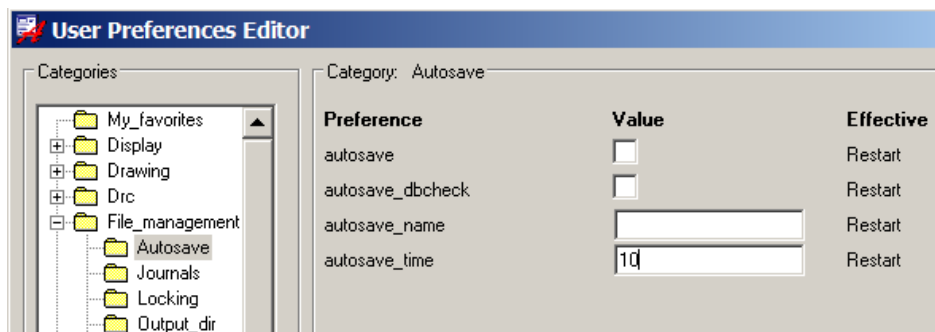 User Preferences Editor
Categories
My_favorites
Display
Drawing
Drc
File_management
Autosave
Journals
Locking
Output_dir
Category: Autosave
Preference Value Effective
autosave Restart
autosave_dbcheck Restart
autosave_name Restart
autosave_time 10 Restart